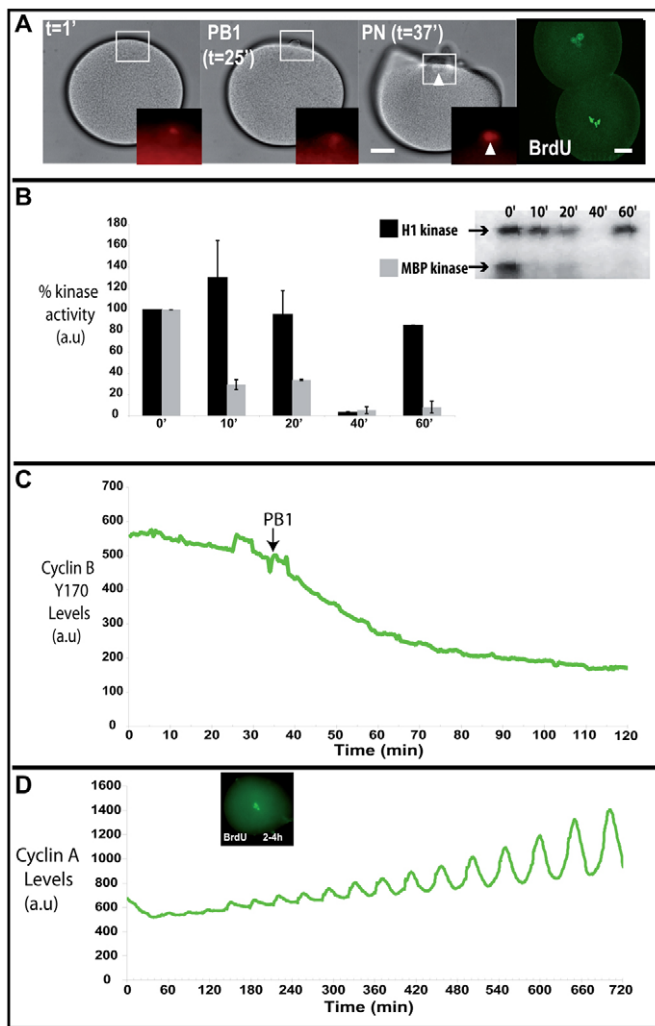 A
t=1'
PB1
(t=25')
PN (t=37')
BrdU
B
180
160
140
120
100
80
60
40
20
0
% kinase
activity
(a.u)
0'
10'
20'
40'
60'
H1 kinase
MBP kinase
0' 10' 20' 40' 60'
C
700
600
500
400
300
200
100
0
Cyclin B
Y170
Levels
(a.u)
PB1
0 10 20 30 40 50 60 70 80 90 100 110 120
Time (min)
D
1600
1400
1200
1000
800
600
400
200
0
Cyclin A
Levels
(a.u)
BrdU 2-4h
0 60 120 180 240 300 360 420 480 540 600 660 720
Time (min)